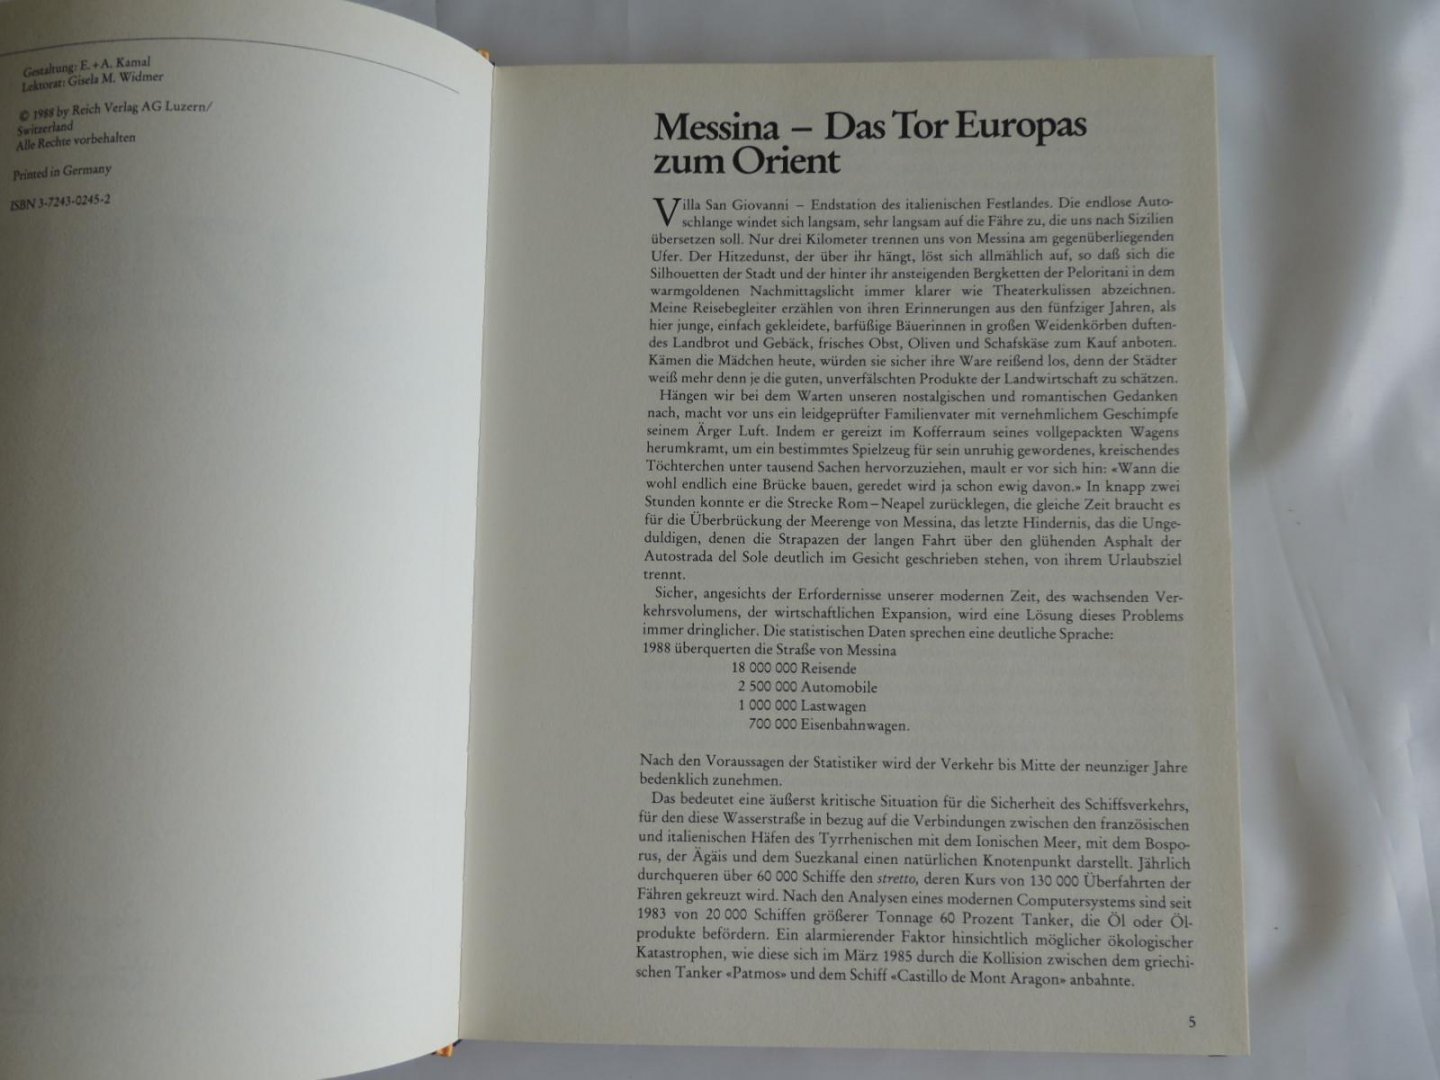 Gestaltung: E. + A. Kamal
Lektorat: Gisela M. Widmer
© 1988 by Reich Verlag AG Luzern/
Switzerland
Alle Rechte vorbehalten
Printed in Germany
ISBN 3-7243-0245-2
Messina – Das Tor Europas
zum Orient
Villa San Giovanni – Endstation des italienischen Festlandes. Die endlose Auto-
schlange windet sich langsam, sehr langsam auf die Fähre zu, die uns nach Sizilien
übersetzen soll. Nur drei Kilometer trennen uns von Messina am gegenüberliegenden
Ufer. Der Hitzedunst, der über ihr hängt, löst sich allmählich auf, so daß sich die
Silhouetten der Stadt und der hinter ihr ansteigenden Bergketten der Peloritani in dem
warmgoldenen Nachmittagslicht immer klarer wie Theaterkulissen abzeichnen.
Meine Reisebegleiter erzählen von ihren Erinnerungen aus den fünfziger Jahren, als
hier junge, einfach gekleidete, barfüßige Bäuerinnen in großen Weidenkörben duften-
des Landbrot und Gebäck, frisches Obst, Oliven und Schafskäse zum Kauf anboten.
Kämen die Mädchen heute, würden sie sicher ihre Ware reißend los, denn der Städter
weiß mehr denn je die guten, unverfälschten Produkte der Landwirtschaft zu schätzen.
Hängen wir bei dem Warten unseren nostalgischen und romantischen Gedanken
nach, macht vor uns ein leidgeprüfter Familienvater mit vernehmlichem Geschimpfe
seinem Ärger Luft. Indem er gereizt im Kofferraum seines vollgepackten Wagens
herumkramt, um ein bestimmtes Spielzeug für sein unruhig gewordenes, kreischendes
Töchterchen unter tausend Sachen hervorzuziehen, mault er vor sich hin: «Wann die
wohl endlich eine Brücke bauen, geredet wird ja schon ewig davon.» In knapp zwei
Stunden konnte er die Strecke Rom–Neapel zurücklegen, die gleiche Zeit braucht es
für die Überbrückung der Meerenge von Messina, das letzte Hindernis, das die Unge-
duldigen, denen die Strapazen der langen Fahrt über den glühenden Asphalt der
Autostrada del Sole deutlich im Gesicht geschrieben stehen, von ihrem Urlaubsziel
trennt.
Sicher, angesichts der Erfordernisse unserer modernen Zeit, des wachsenden Ver-
kehrsvolumens, der wirtschaftlichen Expansion, wird eine Lösung dieses Problems
immer dringlicher. Die statistischen Daten sprechen eine deutliche Sprache:
1988 überquerten die Straße von Messina
18 000 000 Reisende
2 500 000 Automobile
1 000 000 Lastwagen
700 000 Eisenbahnwagen.
Nach den Voraussagen der Statistiker wird der Verkehr bis Mitte der neunziger Jahre
bedenklich zunehmen.
Das bedeutet eine äußerst kritische Situation für die Sicherheit des Schiffsverkehrs,
für den diese Wasserstraße in bezug auf die Verbindungen zwischen den französischen
und italienischen Häfen des Tyrrhenischen mit dem Ionischen Meer, mit dem Bospo-
rus, der Ägäis und dem Suezkanal einen natürlichen Knotenpunkt darstellt. Jährlich
durchqueren über 60 000 Schiffe den stretto, deren Kurs von 130 000 Überfahrten der
Fähren gekreuzt wird. Nach den Analysen eines modernen Computersystems sind seit
1983 von 20 000 Schiffen größerer Tonnage 60 Prozent Tanker, die Öl oder Öl-
produkte befördern. Ein alarmierender Faktor hinsichtlich möglicher ökologischer
Katastrophen, wie diese sich im März 1985 durch die Kollision zwischen dem griechi-
schen Tanker «Patmos» und dem Schiff «Castillo de Mont Aragon» anbahnte.
5